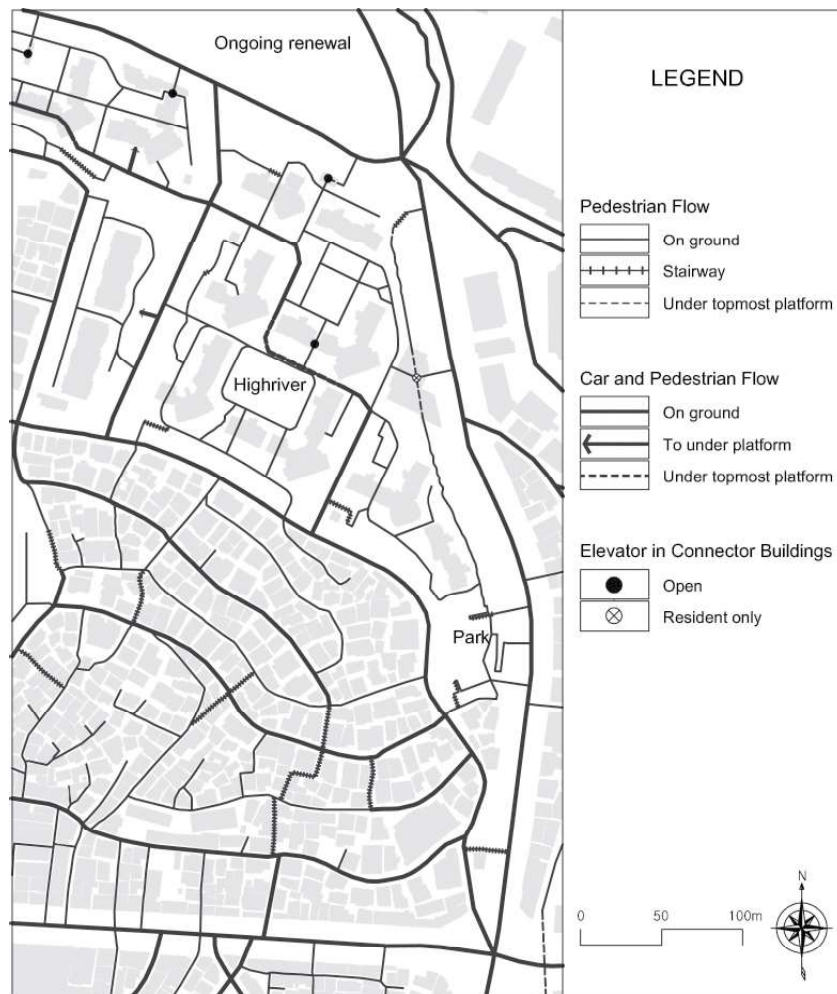 Ongoing renewal
Highriver
Park
LEGEND
Pedestrian Flow
On ground
Stairway
Under topmost platform
Car and Pedestrian Flow
On ground
To under platform
Under topmost platform
Elevator in Connector Buildings
Open
Resident only
0 50 100m
N